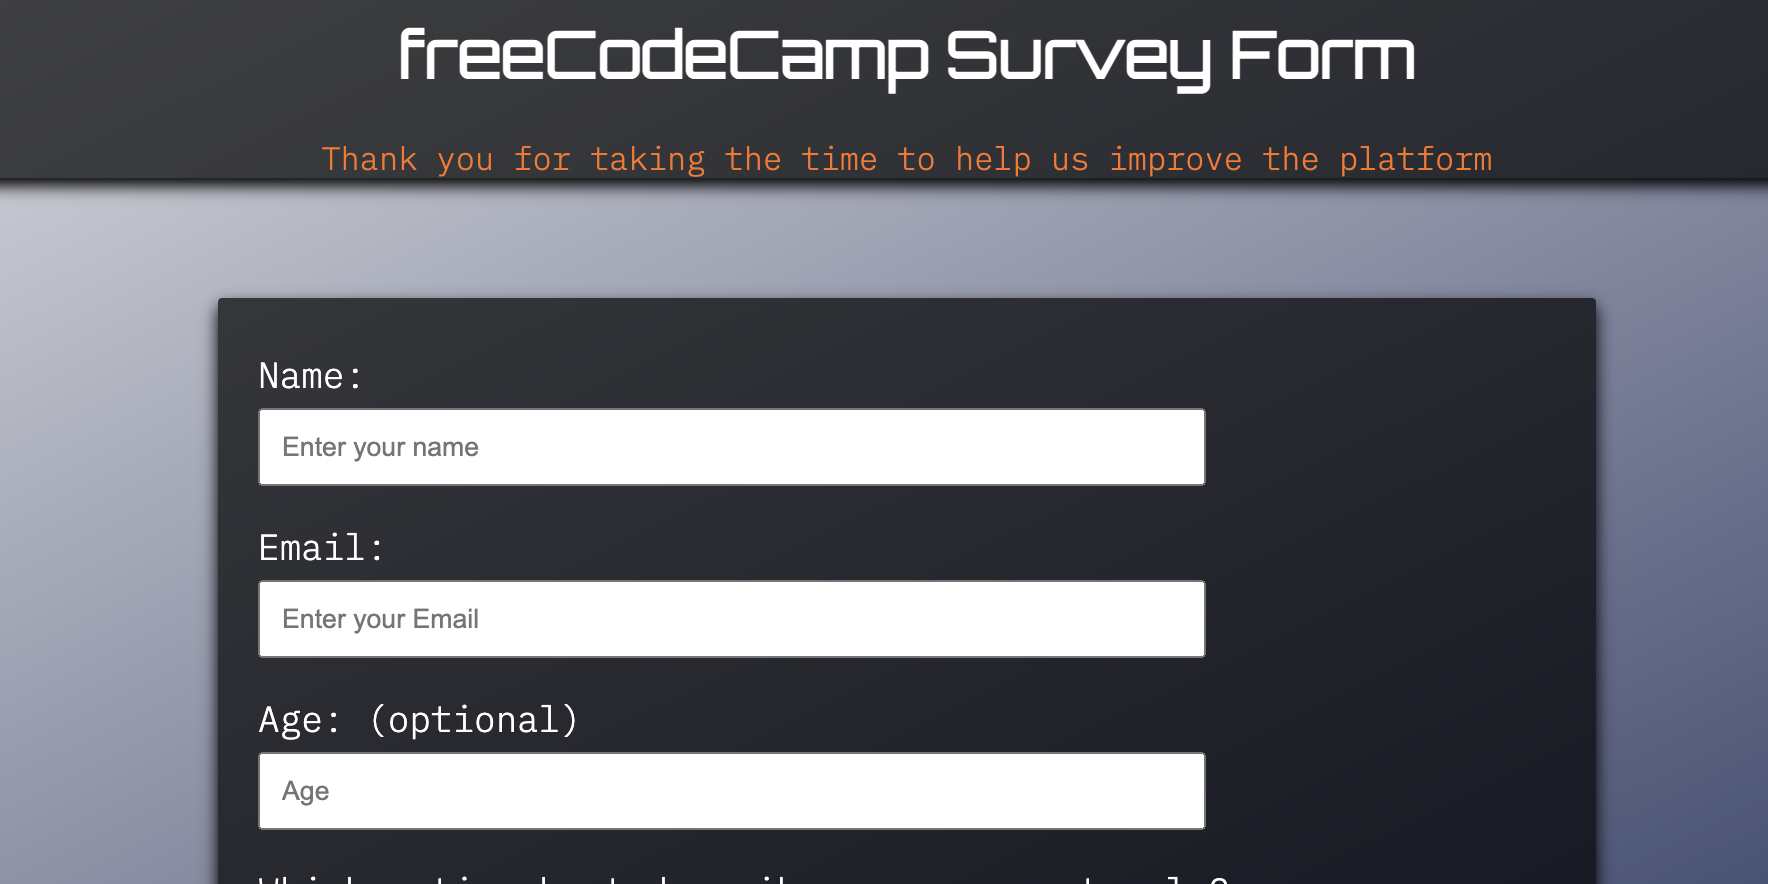 freeCodeCamp Survey Form
Thank you for taking the time to help us improve the platform
Name:
Enter your name
Email:
Enter your Email
Age: (optional)
Age